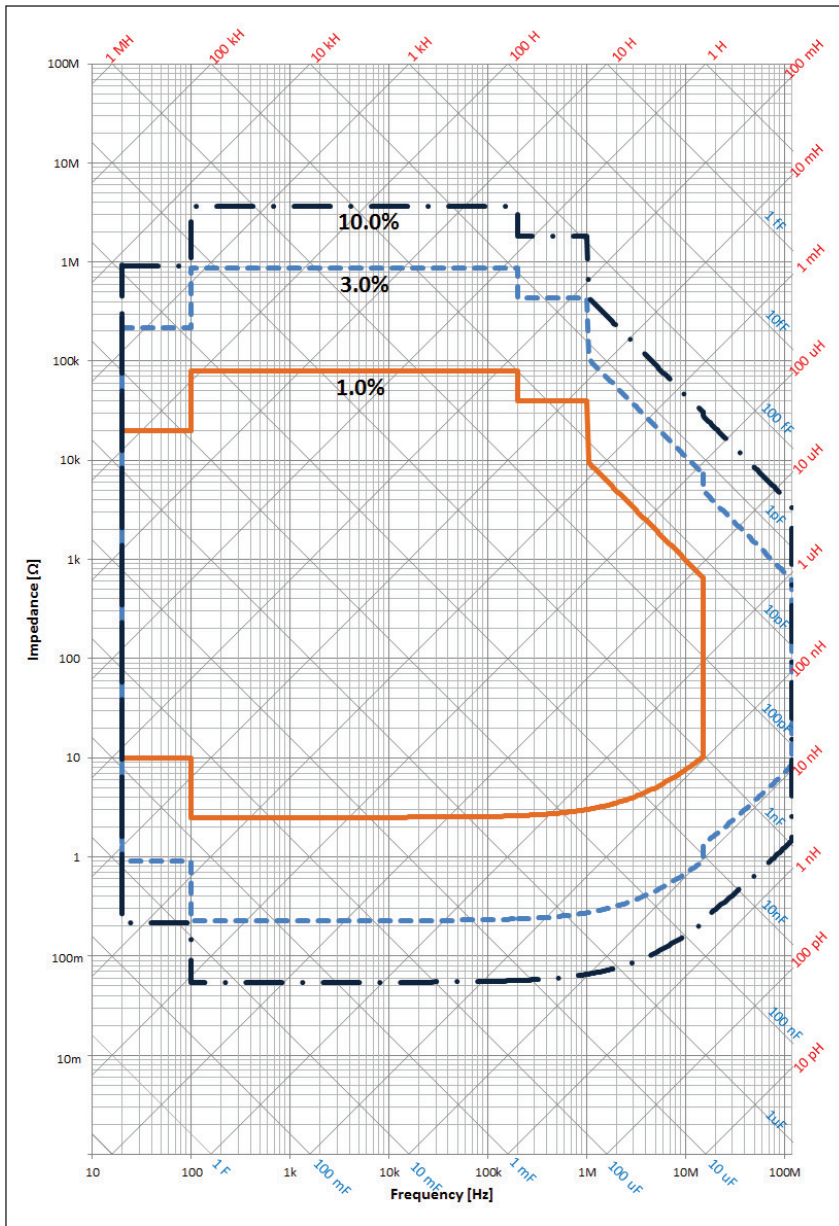 1 MH
100 kH
10 kH
1 kH
100 H
10 H
1 H
100 mH
100M
10M
10 mH
1 fF
10.0%
1M
1 mH
3.0%
10fF
100k
100 uH
1.0%
100 fF
10k
10 uH
1pF
1k
1 uH
Impedance [Ω]
10pF
100
100 nH
100pF
10
10 nH
1nF
1
1 nH
10nF
100m
100 pH
100 nF
10m
10 pH
1uF
10
100
1k
10k
100k
1M
10M
100M
1 F
100 mF
10 mF
1 mF
100 uF
10 uF
Frequency [Hz]